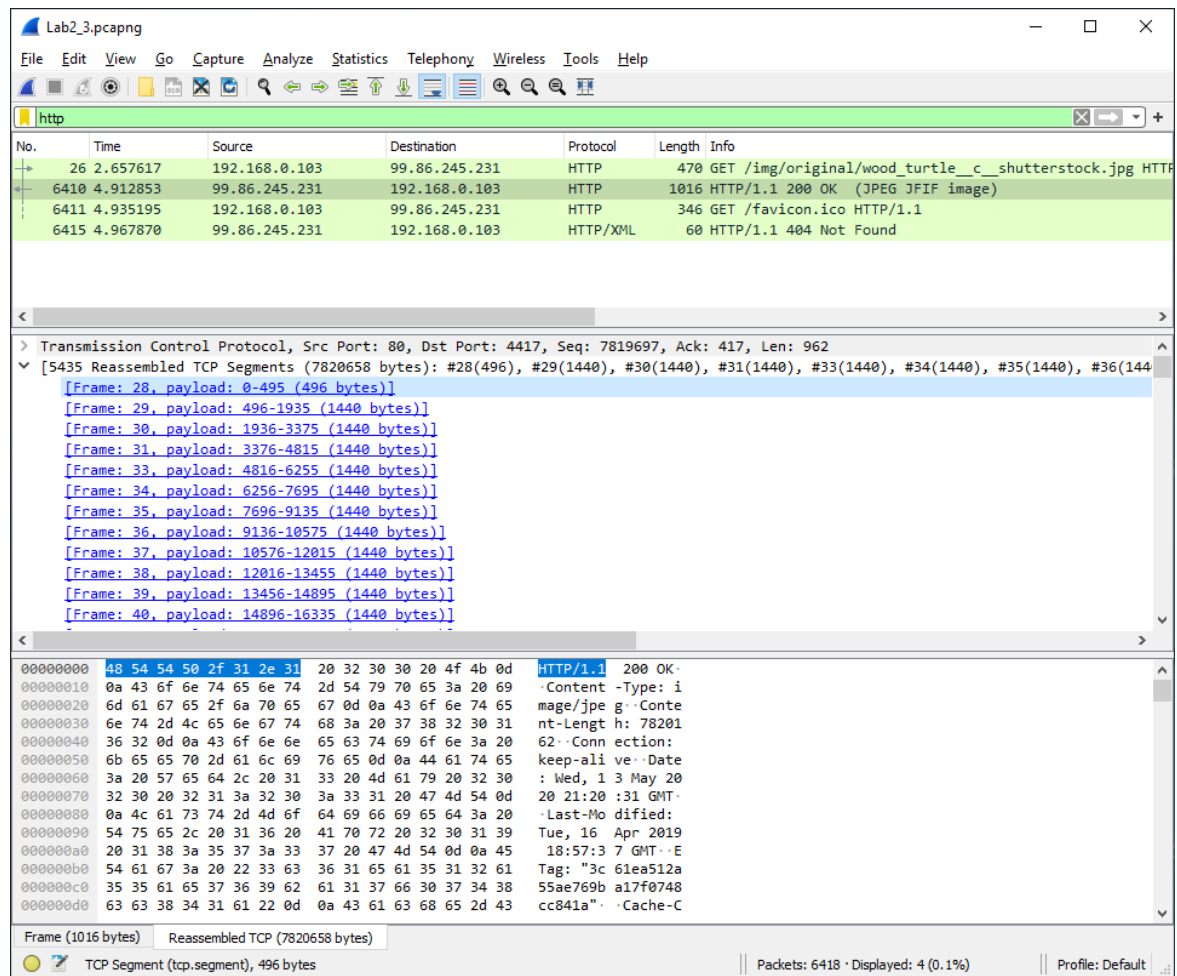 Lab2_3.pcapng
File Edit View Go Capture Analyze Statistics Telephony Wireless Tools Help
http
No. Time Source Destination Protocol Length Info
26 2.657617 192.168.0.103 99.86.245.231 HTTP 470 GET /img/original/wood_turtle__c__shutterstock.jpg HTTP
6410 4.912853 99.86.245.231 192.168.0.103 HTTP 1016 HTTP/1.1 200 OK (JPEG JFIF image)
6411 4.935195 192.168.0.103 99.86.245.231 HTTP 346 GET /favicon.ico HTTP/1.1
6415 4.967870 99.86.245.231 192.168.0.103 HTTP/XML 60 HTTP/1.1 404 Not Found
Transmission Control Protocol, Src Port: 80, Dst Port: 4417, Seq: 7819697, Ack: 417, Len: 962
[5435 Reassembled TCP Segments (7820658 bytes): #28(496), #29(1440), #30(1440), #31(1440), #33(1440), #34(1440), #35(1440), #36(144
[Frame: 28, payload: 0-495 (496 bytes)]
[Frame: 29, payload: 496-1935 (1440 bytes)]
[Frame: 30, payload: 1936-3375 (1440 bytes)]
[Frame: 31, payload: 3376-4815 (1440 bytes)]
[Frame: 33, payload: 4816-6255 (1440 bytes)]
[Frame: 34, payload: 6256-7695 (1440 bytes)]
[Frame: 35, payload: 7696-9135 (1440 bytes)]
[Frame: 36, payload: 9136-10575 (1440 bytes)]
[Frame: 37, payload: 10576-12015 (1440 bytes)]
[Frame: 38, payload: 12016-13455 (1440 bytes)]
[Frame: 39, payload: 13456-14895 (1440 bytes)]
[Frame: 40, payload: 14896-16335 (1440 bytes)]
00000000 48 54 54 50 2f 31 2e 31 20 32 30 30 20 4f 4b 0d HTTP/1.1 200 OK·
00000010 0a 43 6f 6e 74 65 6e 74 2d 54 79 70 65 3a 20 69 ·Content -Type: i
00000020 6d 61 67 65 2f 6a 70 65 67 0d 0a 43 6f 6e 74 65 mage/jpe g··Conte
00000030 6e 74 2d 4c 65 6e 67 74 68 3a 20 37 38 32 30 31 nt-Lengt h: 78201
00000040 36 32 0d 0a 43 6f 6e 6e 65 63 74 69 6f 6e 3a 20 62··Conn ection:
00000050 6b 65 65 70 2d 61 6c 69 76 65 0d 0a 44 61 74 65 keep-ali ve··Date
00000060 3a 20 57 65 64 2c 20 31 33 20 4d 61 79 20 32 30 : Wed, 1 3 May 20
00000070 32 30 20 32 31 3a 32 30 3a 33 31 20 47 4d 54 0d 20 21:20 :31 GMT·
00000080 0a 4c 61 73 74 2d 4d 6f 64 69 66 69 65 64 3a 20 ·Last-Mo dified:
00000090 54 75 65 2c 20 31 36 20 41 70 72 20 32 30 31 39 Tue, 16 Apr 2019
000000a0 20 31 38 3a 35 37 3a 33 37 20 47 4d 54 0d 0a 45 18:57:3 7 GMT··E
000000b0 54 61 67 3a 20 22 33 63 36 31 65 61 35 31 32 61 Tag: "3c 61ea512a
000000c0 35 35 61 65 37 36 39 62 61 31 37 66 30 37 34 38 55ae769b a17f0748
000000d0 63 63 38 34 31 61 22 0d 0a 43 61 63 68 65 2d 43 cc841a"· ·Cache-C
Frame (1016 bytes) Reassembled TCP (7820658 bytes)
TCP Segment (tcp.segment), 496 bytes Packets: 6418 · Displayed: 4 (0.1%) Profile: Default